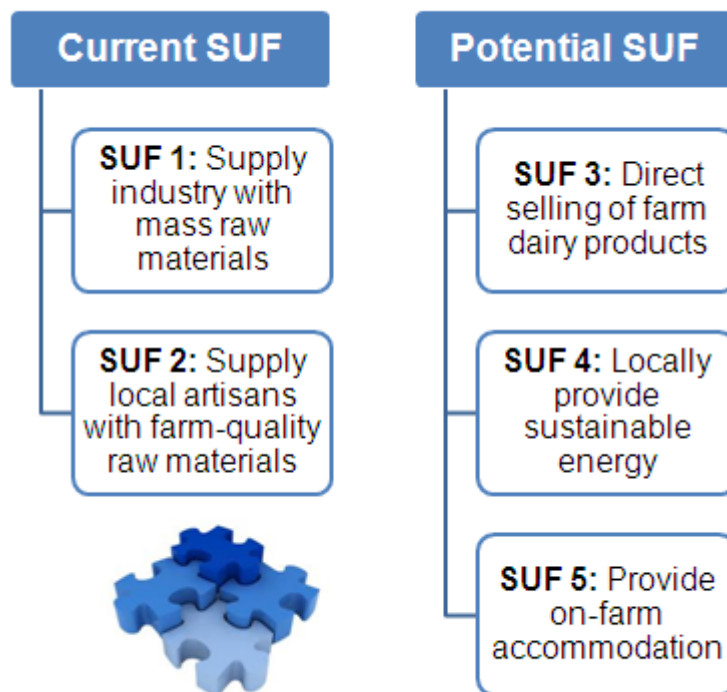 Current SUF
SUF 1: Supply
industry with
mass raw
materials
SUF 2: Supply
local artisans
with farm-quality
raw materials
Potential SUF
SUF 3: Direct
selling of farm
dairy products
SUF 4: Locally
provide
sustainable
energy
SUF 5: Provide
on-farm
accommodation